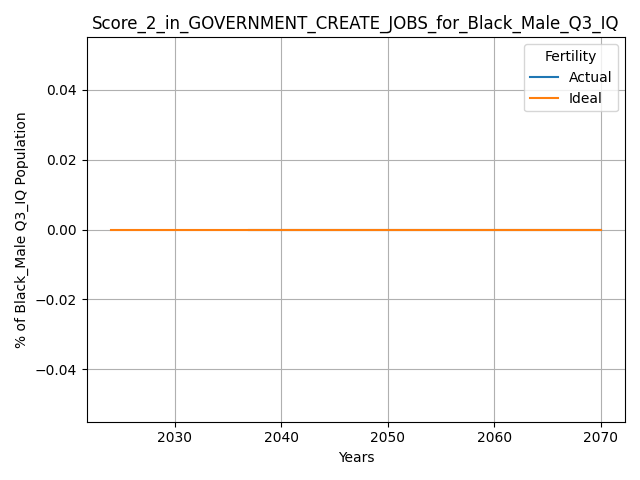 Score_2_in_GOVERNMENT_CREATE_JOBS_for_Black_Male_Q3_IQ
Fertility
Actual
Ideal
% of Black_Male Q3_IQ Population
0.04
0.02
0.00
−0.02
−0.04
2030 2040 2050 2060 2070
Years